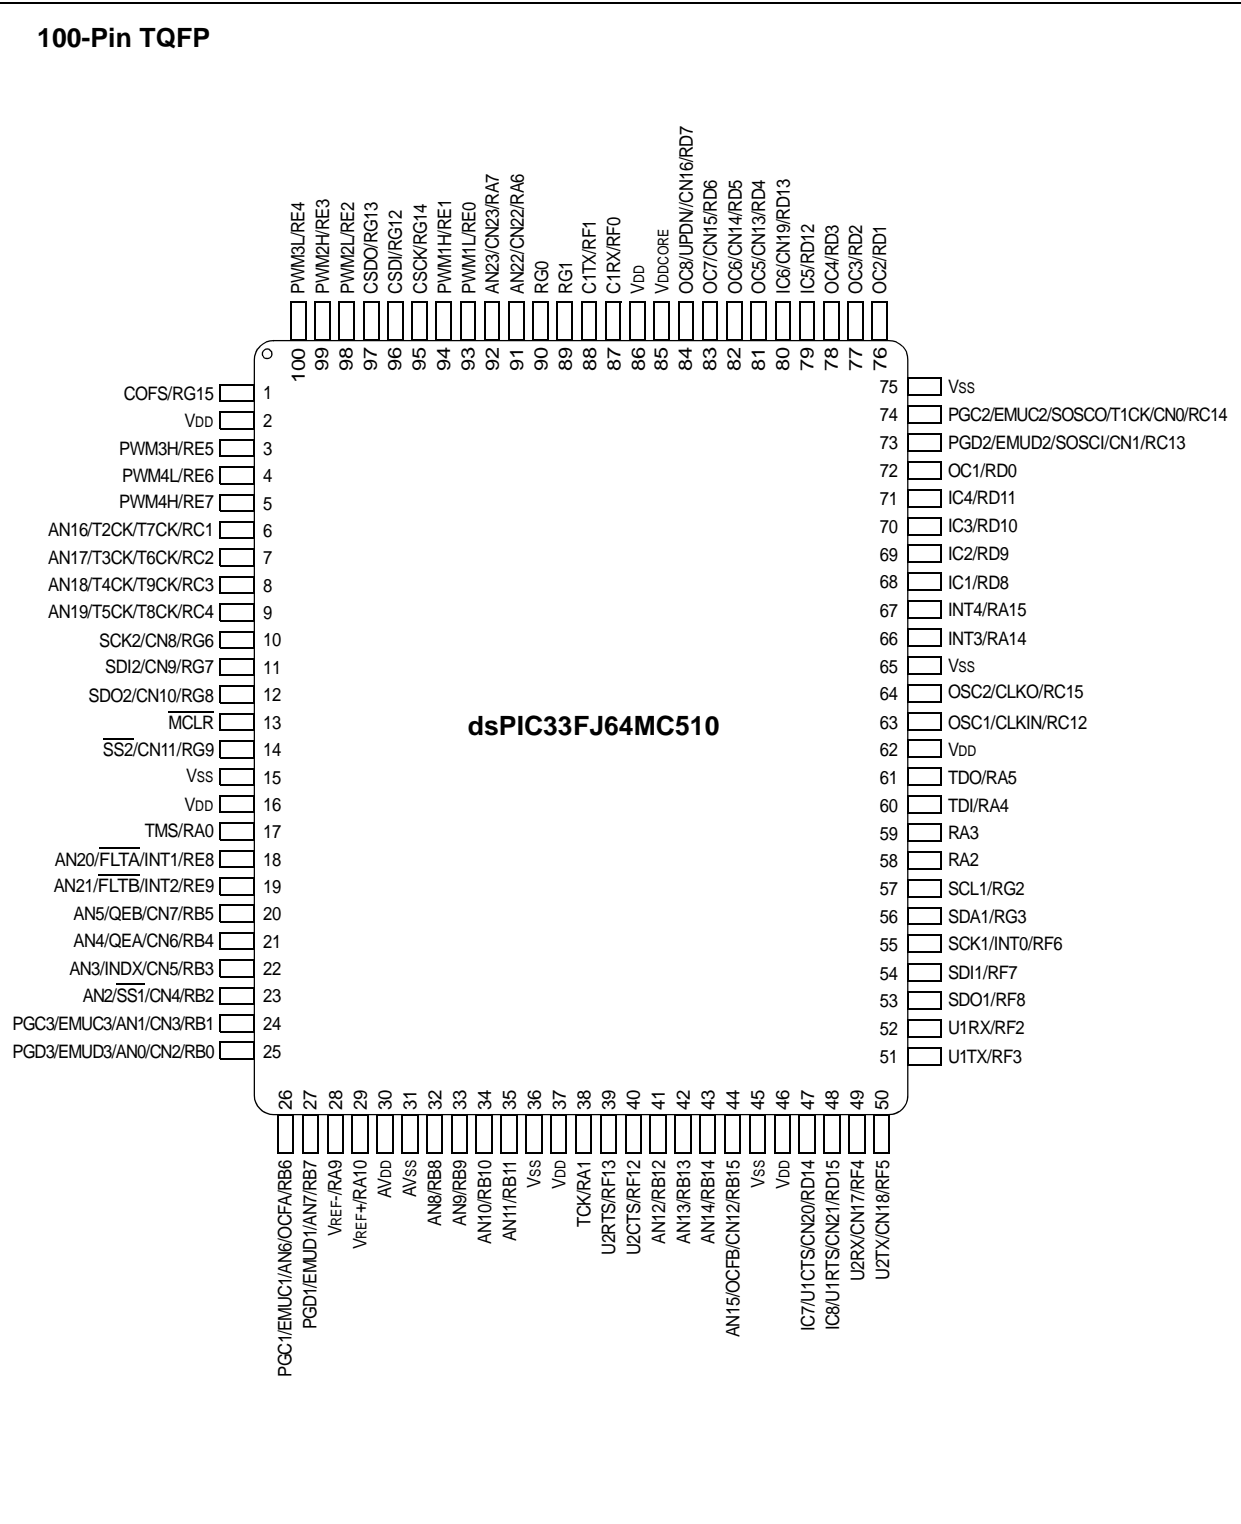 100-Pin TQFP
PWM3L/RE4
PWM2H/RE3
PWM2L/RE2
CSDO/RG13
CSDI/RG12
CSCK/RG14
PWM1H/RE1
PWM1L/RE0
AN23/CN23/RA7
AN22/CN22/RA6
RG0
RG1
C1TX/RF1
C1RX/RF0
VDD
VDDCORE
OC8/UPDN//CN16/RD7
OC7/CN15/RD6
OC6/CN14/RD5
OC5/CN13/RD4
IC6/CN19/RD13
IC5/RD12
OC4/RD3
OC3/RD2
OC2/RD1
100
99
98
97
96
95
94
93
92
91
90
89
88
87
86
85
84
83
82
81
80
79
78
77
76
COFS/RG15 1
VDD 2
PWM3H/RE5 3
PWM4L/RE6 4
PWM4H/RE7 5
AN16/T2CK/T7CK/RC1 6
AN17/T3CK/T6CK/RC2 7
AN18/T4CK/T9CK/RC3 8
AN19/T5CK/T8CK/RC4 9
SCK2/CN8/RG6 10
SDI2/CN9/RG7 11
SDO2/CN10/RG8 12
MCLR 13
SS2/CN11/RG9 14
VSS 15
VDD 16
TMS/RA0 17
AN20/FLTA/INT1/RE8 18
AN21/FLTB/INT2/RE9 19
AN5/QEB/CN7/RB5 20
AN4/QEA/CN6/RB4 21
AN3/INDX/CN5/RB3 22
AN2/SS1/CN4/RB2 23
PGC3/EMUC3/AN1/CN3/RB1 24
PGD3/EMUD3/AN0/CN2/RB0 25
dsPIC33FJ64MC510
75 VSS
74 PGC2/EMUC2/SOSCO/T1CK/CN0/RC14
73 PGD2/EMUD2/SOSCI/CN1/RC13
72 OC1/RD0
71 IC4/RD11
70 IC3/RD10
69 IC2/RD9
68 IC1/RD8
67 INT4/RA15
66 INT3/RA14
65 VSS
64 OSC2/CLKO/RC15
63 OSC1/CLKIN/RC12
62 VDD
61 TDO/RA5
60 TDI/RA4
59 RA3
58 RA2
57 SCL1/RG2
56 SDA1/RG3
55 SCK1/INT0/RF6
54 SDI1/RF7
53 SDO1/RF8
52 U1RX/RF2
51 U1TX/RF3
26
27
28
29
30
31
32
33
34
35
36
37
38
39
40
41
42
43
44
45
46
47
48
49
50
PGC1/EMUC1/AN6/OCFA/RB6
PGD1/EMUD1/AN7/RB7
VREF-/RA9
VREF+/RA10
AVDD
AVSS
AN8/RB8
AN9/RB9
AN10/RB10
AN11/RB11
VSS
VDD
TCK/RA1
U2RTS/RF13
U2CTS/RF12
AN12/RB12
AN13/RB13
AN14/RB14
AN15/OCFB/CN12/RB15
VSS
VDD
IC7/U1CTS/CN20/RD14
IC8/U1RTS/CN21/RD15
U2RX/CN17/RF4
U2TX/CN18/RF5